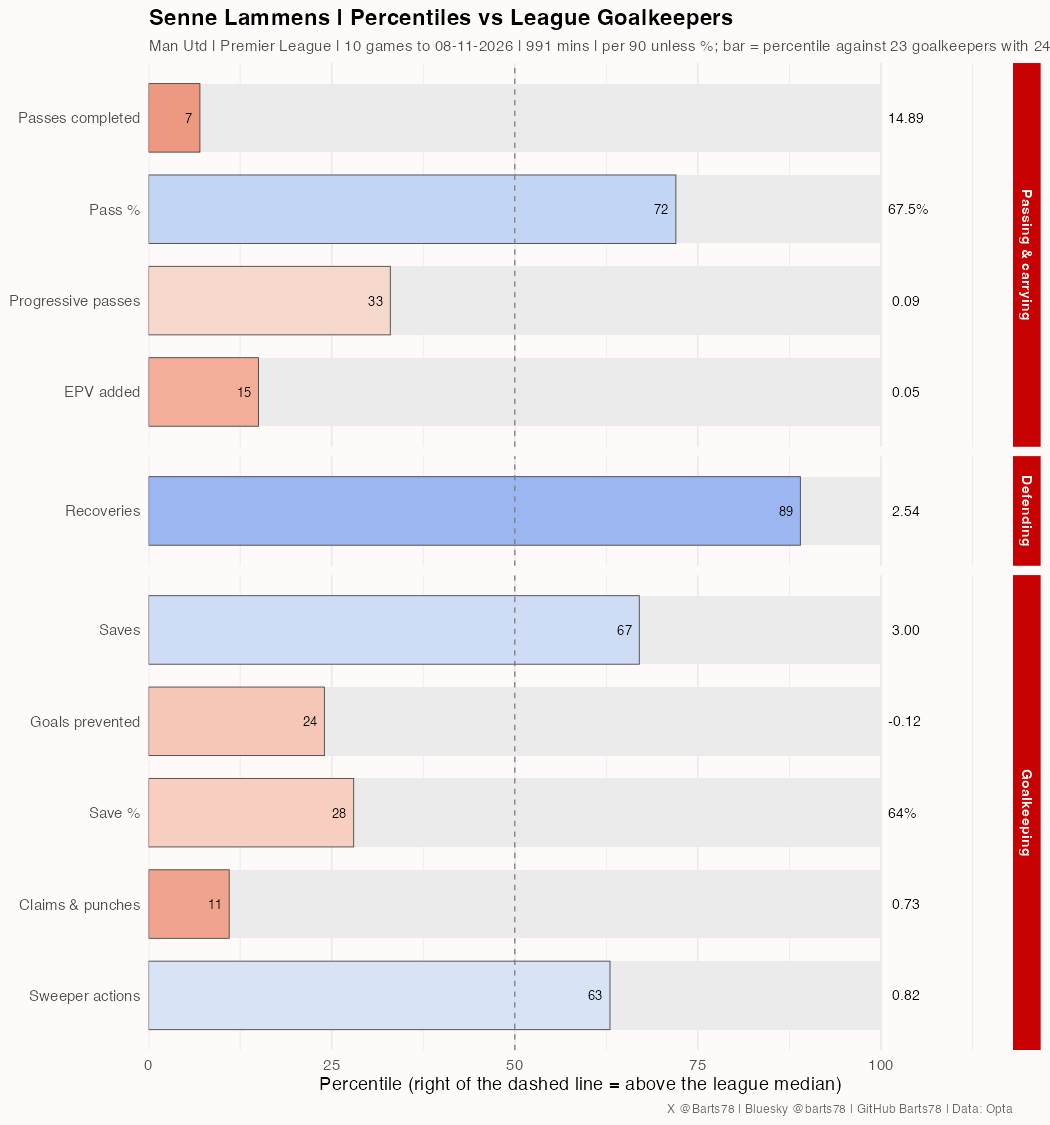 Senne Lammens | Percentiles vs League Goalkeepers
Man Utd | Premier League | 10 games to 08-11-2026 | 991 mins | per 90 unless %; bar = percentile against 23 goalkeepers with 24
Passes completed 7 14.89
Pass % 72 67.5%
Progressive passes 33 0.09
EPV added 15 0.05
Passing & carrying
Recoveries 89 2.54
Defending
Saves 67 3.00
Goals prevented 24 -0.12
Save % 28 64%
Claims & punches 11 0.73
Sweeper actions 63 0.82
Goalkeeping
0 25 50 75 100
Percentile (right of the dashed line = above the league median)
X @Barts78 | Bluesky @barts78 | GitHub Barts78 | Data: Opta